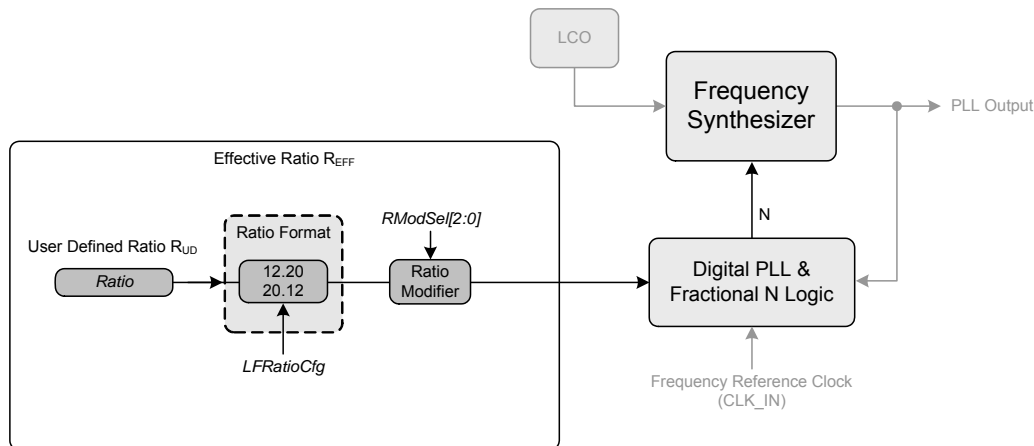 LCO
Frequency
Synthesizer
PLL Output
Effective Ratio REFF
N
RModSel[2:0]
User Defined Ratio RUD
Ratio Format
Ratio
12.20
20.12
Ratio
Modifier
Digital PLL &
Fractional N Logic
LFRatioCfg
Frequency Reference Clock
(CLK_IN)